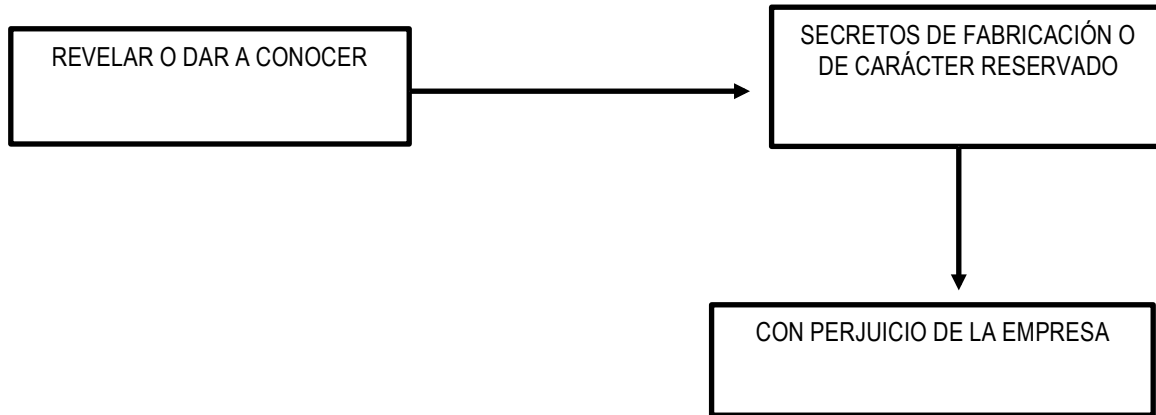 REVELAR O DAR A CONOCER
SECRETOS DE FABRICACIÓN O
DE CARÁCTER RESERVADO
CON PERJUICIO DE LA EMPRESA